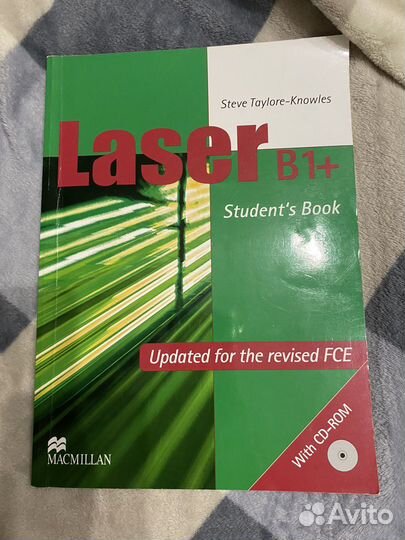 Steve Taylore-Knowles
Laser B1+
Student's Book
Updated for the revised FCE
With CD-ROM
MACMILLAN
Avito